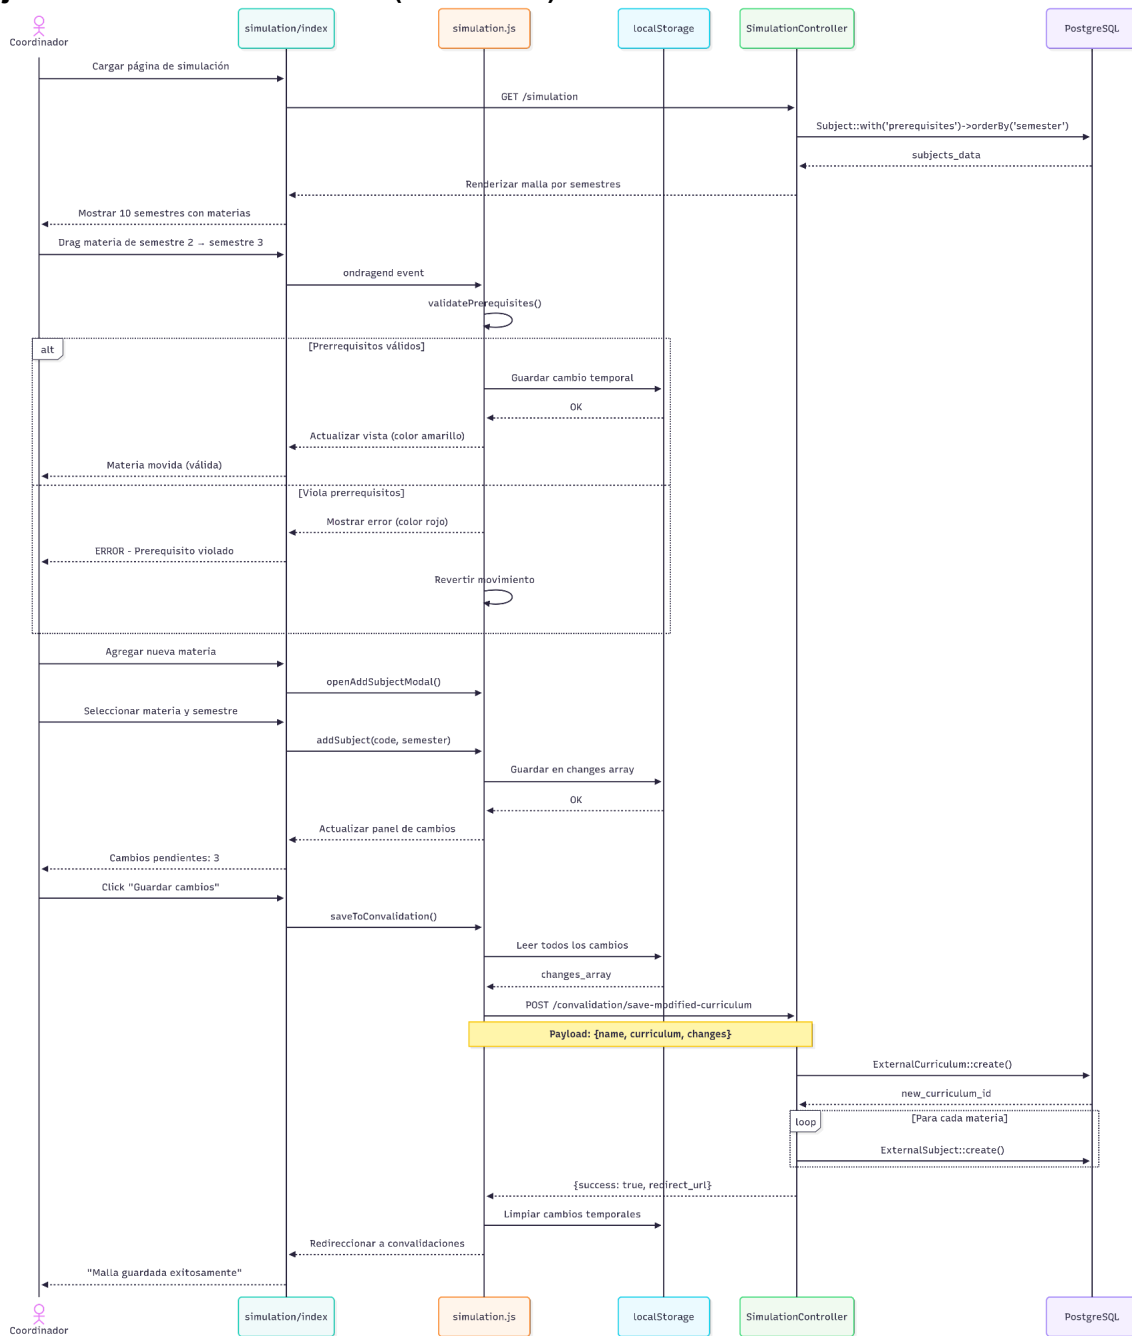 Coordinador
simulation/index
simulation.js
localStorage
SimulationController
PostgreSQL
Cargar página de simulación
GET /simulation
Subject::with('prerequisites')->orderBy('semester')
subjects_data
Renderizar malla por semestres
Mostrar 10 semestres con materias
Drag materia de semestre 2 → semestre 3
ondragend event
validatePrerequisites()
alt
[Prerrequisitos válidos]
Guardar cambio temporal
OK
Actualizar vista (color amarillo)
Materia movida (válida)
[Viola prerrequisitos]
Mostrar error (color rojo)
ERROR - Prerequisito violado
Revertir movimiento
Agregar nueva materia
openAddSubjectModal()
Seleccionar materia y semestre
addSubject(code, semester)
Guardar en changes array
OK
Actualizar panel de cambios
Cambios pendientes: 3
Click "Guardar cambios"
saveToConvalidation()
Leer todos los cambios
changes_array
POST /convalidation/save-modified-curriculum
Payload: {name, curriculum, changes}
ExternalCurriculum::create()
new_curriculum_id
loop
[Para cada materia]
ExternalSubject::create()
{success: true, redirect_url}
Limpiar cambios temporales
Redireccionar a convalidaciones
"Malla guardada exitosamente"
Coordinador
simulation/index
simulation.js
localStorage
SimulationController
PostgreSQL